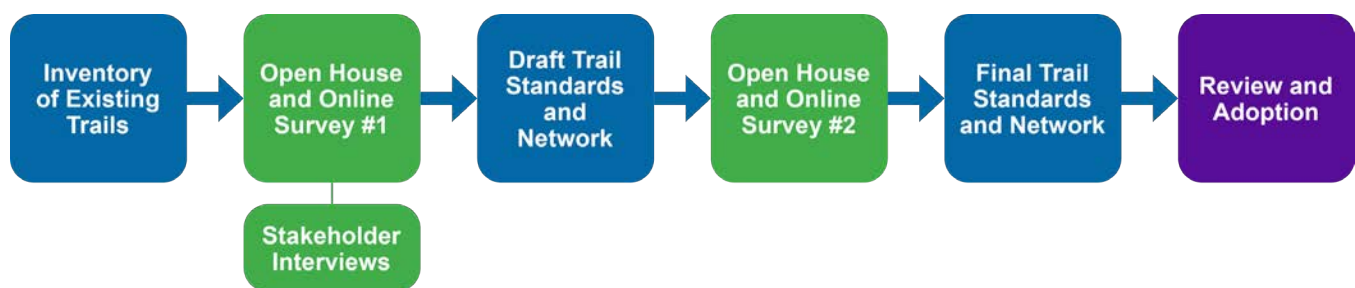 Inventory
of Existing
Trails
Open House
and Online
Survey #1
Stakeholder
Interviews
Draft Trail
Standards
and
Network
Open House
and Online
Survey #2
Final Trail
Standards
and Network
Review and
Adoption